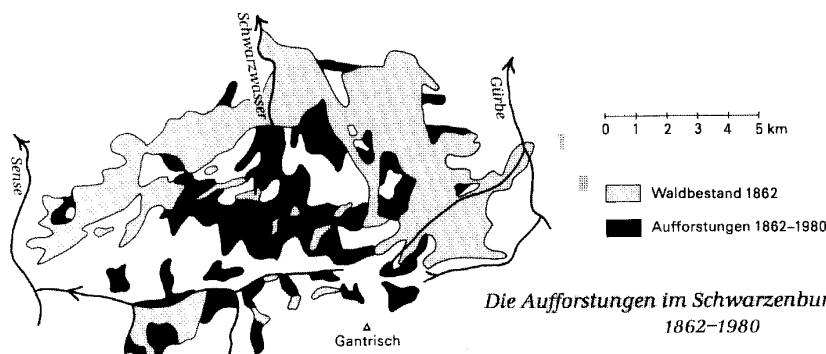 Schwarzwasser
Gürbe
Sense
0 1 2 3 4 5 km
Waldbestand 1862
Aufforstungen 1862–1980
Die Aufforstungen im Schwarzenbur
1862–1980
Gantrisch